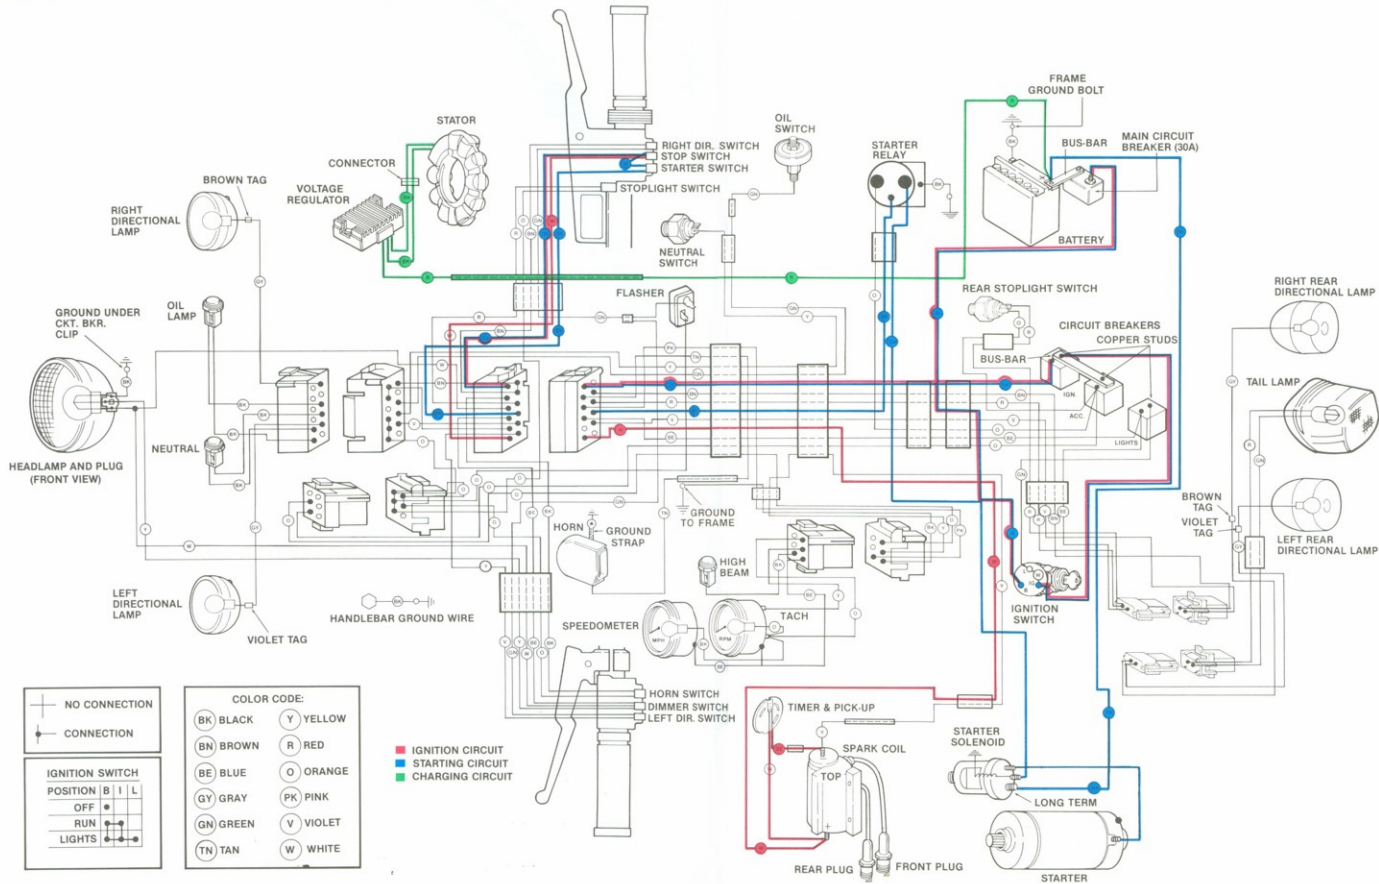 FRAME
GROUND BOLT
STATOR
OIL
SWITCH
MAIN CIRCUIT
BREAKER (30A)
BUS-BAR
STARTER
RELAY
RIGHT DIR. SWITCH
STOP SWITCH
STARTER SWITCH
STOPLIGHT SWITCH
CONNECTOR
BROWN TAG
VOLTAGE
REGULATOR
RIGHT
DIRECTIONAL
LAMP
NEUTRAL
SWITCH
BATTERY
FLASHER
REAR STOPLIGHT SWITCH
RIGHT REAR
DIRECTIONAL LAMP
GROUND UNDER
CKT. BKR.
CLIP
OIL
LAMP
CIRCUIT BREAKERS
COPPER STUDS
BUS-BAR
IGN
ACC.
LIGHTS
TAIL LAMP
NEUTRAL
HEADLAMP AND PLUG
(FRONT VIEW)
BROWN
TAG
VIOLET
TAG
LEFT REAR
DIRECTIONAL LAMP
GROUND
TO FRAME
HORN
GROUND
STRAP
HIGH
BEAM
IGNITION
SWITCH
LEFT
DIRECTIONAL
LAMP
VIOLET TAG
HANDLEBAR GROUND WIRE
SPEEDOMETER
MPH
RPM
TACH
HORN SWITCH
DIMMER SWITCH
LEFT DIR. SWITCH
NO CONNECTION
CONNECTION
COLOR CODE:
BK BLACK
BN BROWN
BE BLUE
GY GRAY
GN GREEN
TN TAN
Y YELLOW
R RED
O ORANGE
PK PINK
V VIOLET
W WHITE
IGNITION SWITCH
POSITION B I L
OFF
RUN
LIGHTS
IGNITION CIRCUIT
STARTING CIRCUIT
CHARGING CIRCUIT
TIMER & PICK-UP
SPARK COIL
TOP
REAR PLUG
FRONT PLUG
STARTER
SOLENOID
LONG TERM
STARTER